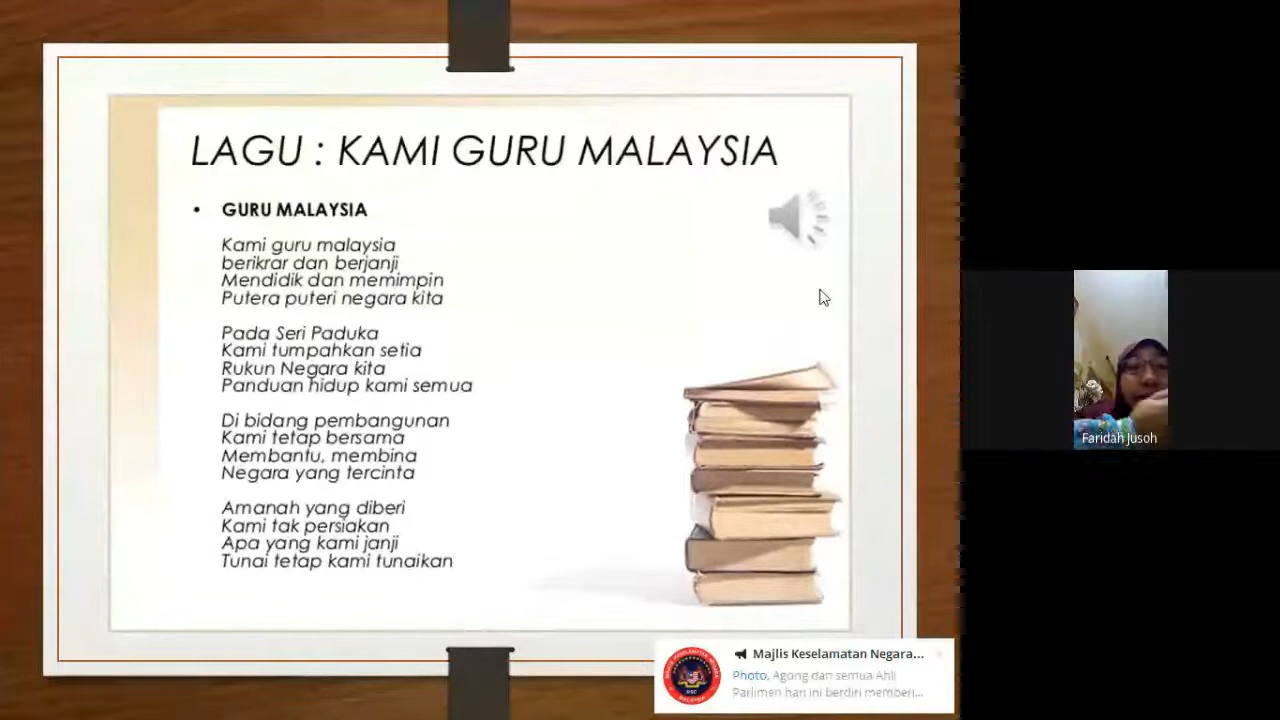 LAGU : KAMI GURU MALAYSIA
• GURU MALAYSIA
Kami guru malaysia
berikrar dan berjanji
Mendidik dan memimpin
Putera puteri negara kita
Pada Seri Paduka
Kami tumpahkan setia
Rukun Negara kita
Panduan hidup kami semua
Di bidang pembangunan
Kami tetap bersama
Membantu, membina
Negara yang tercinta
Amanah yang diberi
Kami tak persiakan
Apa yang kami janji
Tunai tetap kami tunaikan
Faridah Jusoh
Majlis Keselamatan Negara...
Photo, Agong dan semua Ahli
Parlimen hari ini berdiri memberi...